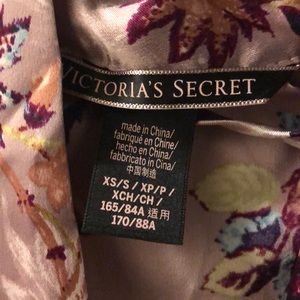 VICTORIA'S SECRET
made in China/
fabriqué en Chine/
hecho en China/
fabbricato in Cina/
中国制造
XS/S / XP/P /
XCH/CH /
165/84A 适用
170/88A